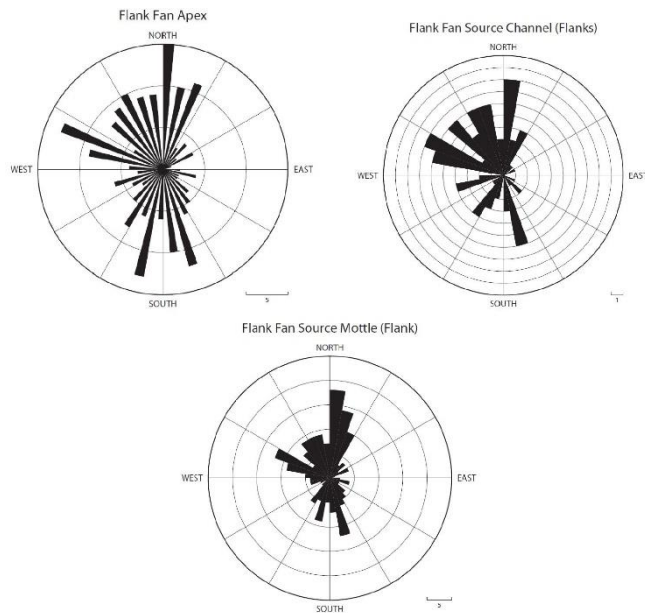 Flank Fan Apex
NORTH
WEST
EAST
SOUTH
5
Flank Fan Source Channel (Flanks)
NORTH
WEST
EAST
SOUTH
1
Flank Fan Source Mottle (Flank)
NORTH
WEST
EAST
SOUTH
5